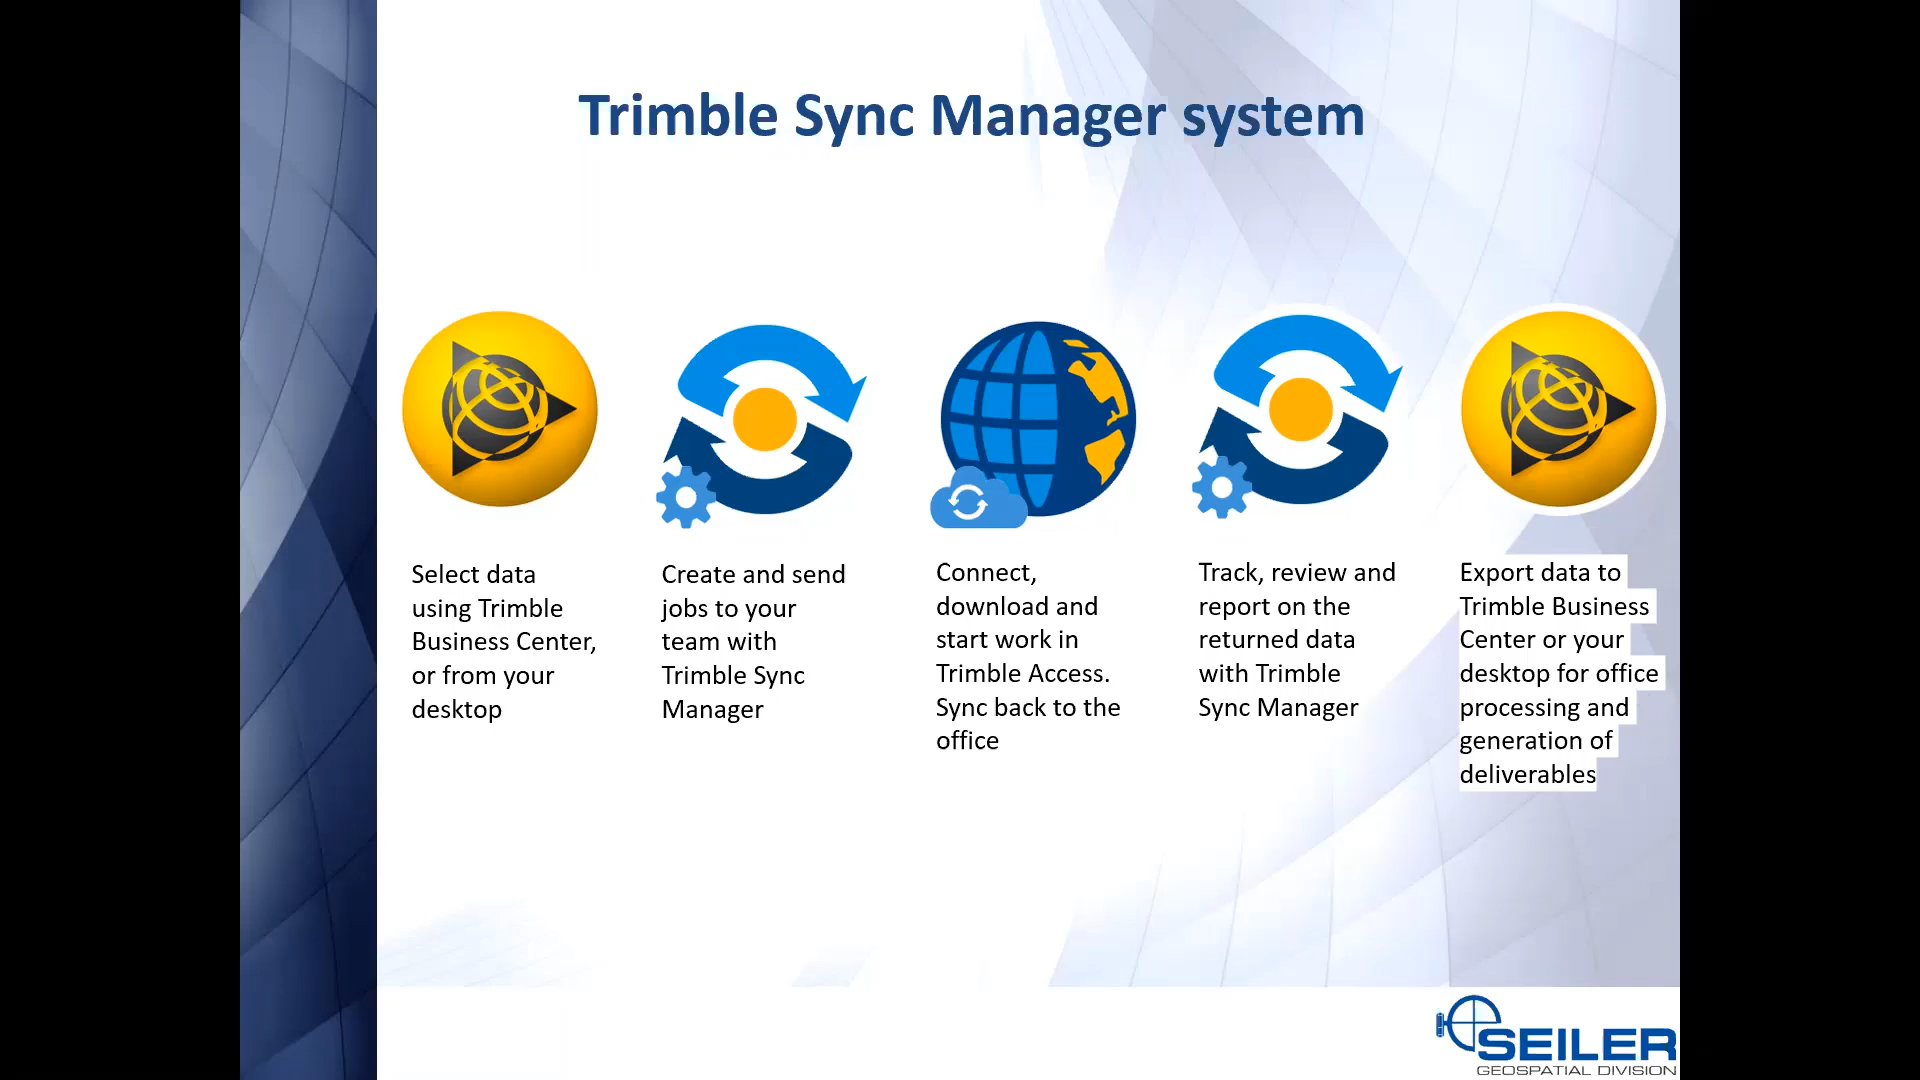 Trimble Sync Manager system
Select data
using Trimble
Business Center,
or from your
desktop
Create and send
jobs to your
team with
Trimble Sync
Manager
Connect,
download and
start work in
Trimble Access.
Sync back to the
office
Track, review and
report on the
returned data
with Trimble
Sync Manager
Export data to
Trimble Business
Center or your
desktop for office
processing and
generation of
deliverables
SEILER
GEOSPATIAL DIVISION